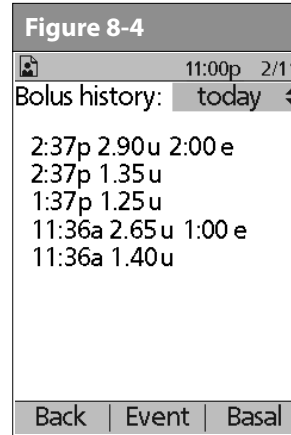 Figure 8-4
11:00p 2/1
Bolus history: today
2:37p 2.90u 2:00 e
2:37p 1.35u
1:37p 1.25u
11:36a 2.65u 1:00 e
11:36a 1.40u
Back | Event | Basal